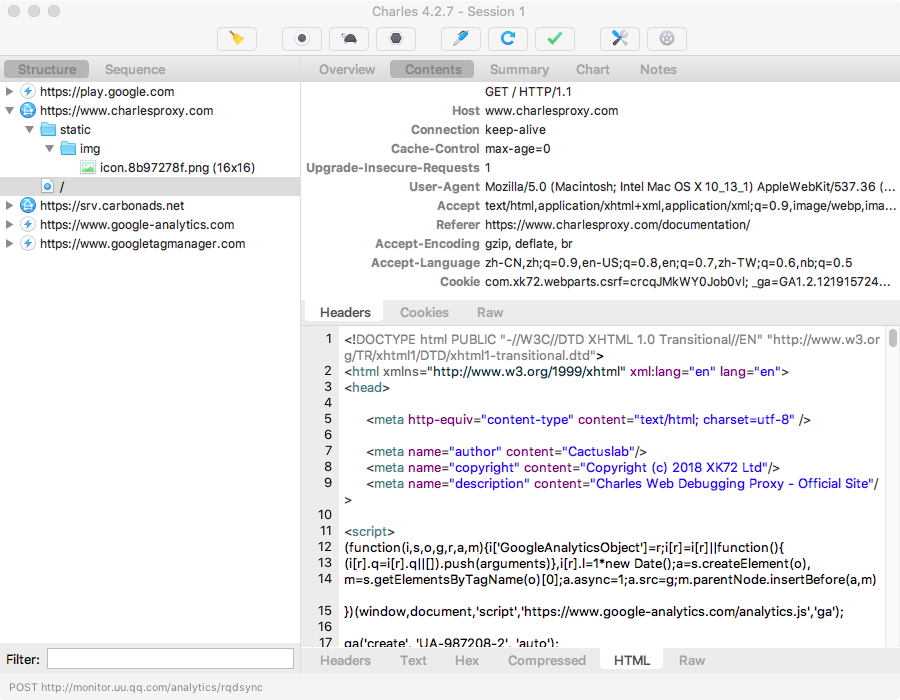 Charles 4.2.7 - Session 1
Structure
Sequence
Overview
Contents
Summary
Chart
Notes
https://play.google.com
https://www.charlesproxy.com
static
img
icon.8b97278f.png (16x16)
/
https://srv.carbonads.net
https://www.google-analytics.com
https://www.googletagmanager.com
GET / HTTP/1.1
Host www.charlesproxy.com
Connection keep-alive
Cache-Control max-age=0
Upgrade-Insecure-Requests 1
User-Agent Mozilla/5.0 (Macintosh; Intel Mac OS X 10_13_1) AppleWebKit/537.36 (...
Accept text/html,application/xhtml+xml,application/xml;q=0.9,image/webp,ima...
Referer https://www.charlesproxy.com/documentation/
Accept-Encoding gzip, deflate, br
Accept-Language zh-CN,zh;q=0.9,en-US;q=0.8,en;q=0.7,zh-TW;q=0.6,nb;q=0.5
Cookie com.xk72.webparts.csrf=crcqJMkWY0Job0vI; _ga=GA1.2.121915724...
Headers
Cookies
Raw
1 <!DOCTYPE html PUBLIC "-//W3C//DTD XHTML 1.0 Transitional//EN" "http://www.w3.or
g/TR/xhtml1/DTD/xhtml1-transitional.dtd">
2 <html xmlns="http://www.w3.org/1999/xhtml" xml:lang="en" lang="en">
3 <head>
4
5 <meta http-equiv="content-type" content="text/html; charset=utf-8" />
6
7 <meta name="author" content="Cactuslab"/>
8 <meta name="copyright" content="Copyright (c) 2018 XK72 Ltd"/>
9 <meta name="description" content="Charles Web Debugging Proxy - Official Site"/
>
10
11 <script>
12 (function(i,s,o,g,r,a,m){i['GoogleAnalyticsObject']=r;i[r]=i[r]||function(){
13 (i[r].q=i[r].q||[]).push(arguments)},i[r].l=1*new Date();a=s.createElement(o),
14 m=s.getElementsByTagName(o)[0];a.async=1;a.src=g;m.parentNode.insertBefore(a,m)
15 })(window,document,'script','https://www.google-analytics.com/analytics.js','ga');
16
17 ga('create', 'UA-987208-2', 'auto');
Headers
Text
Hex
Compressed
HTML
Raw
Filter:
POST http://monitor.uu.qq.com/analytics/rqdsync